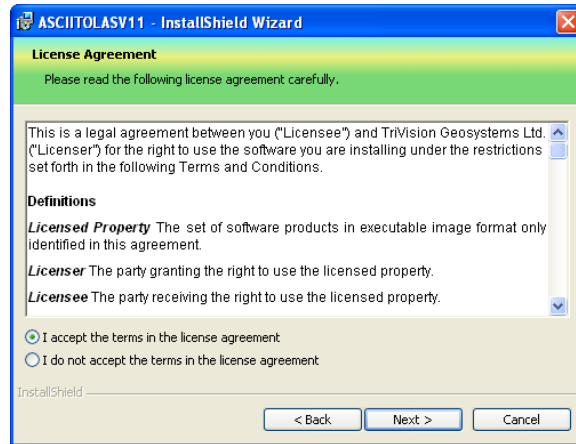 ASCIITOLASV11 - InstallShield Wizard
License Agreement
Please read the following license agreement carefully.
This is a legal agreement between you ("Licensee") and TriVision Geosystems Ltd.
("Licenser") for the right to use the software you are installing under the restrictions
set forth in the following Terms and Conditions.
Definitions
Licensed Property The set of software products in executable image format only
identified in this agreement.
Licenser The party granting the right to use the licensed property.
Licensee The party receiving the right to use the licensed property.
I accept the terms in the license agreement
I do not accept the terms in the license agreement
InstallShield
< Back Next > Cancel